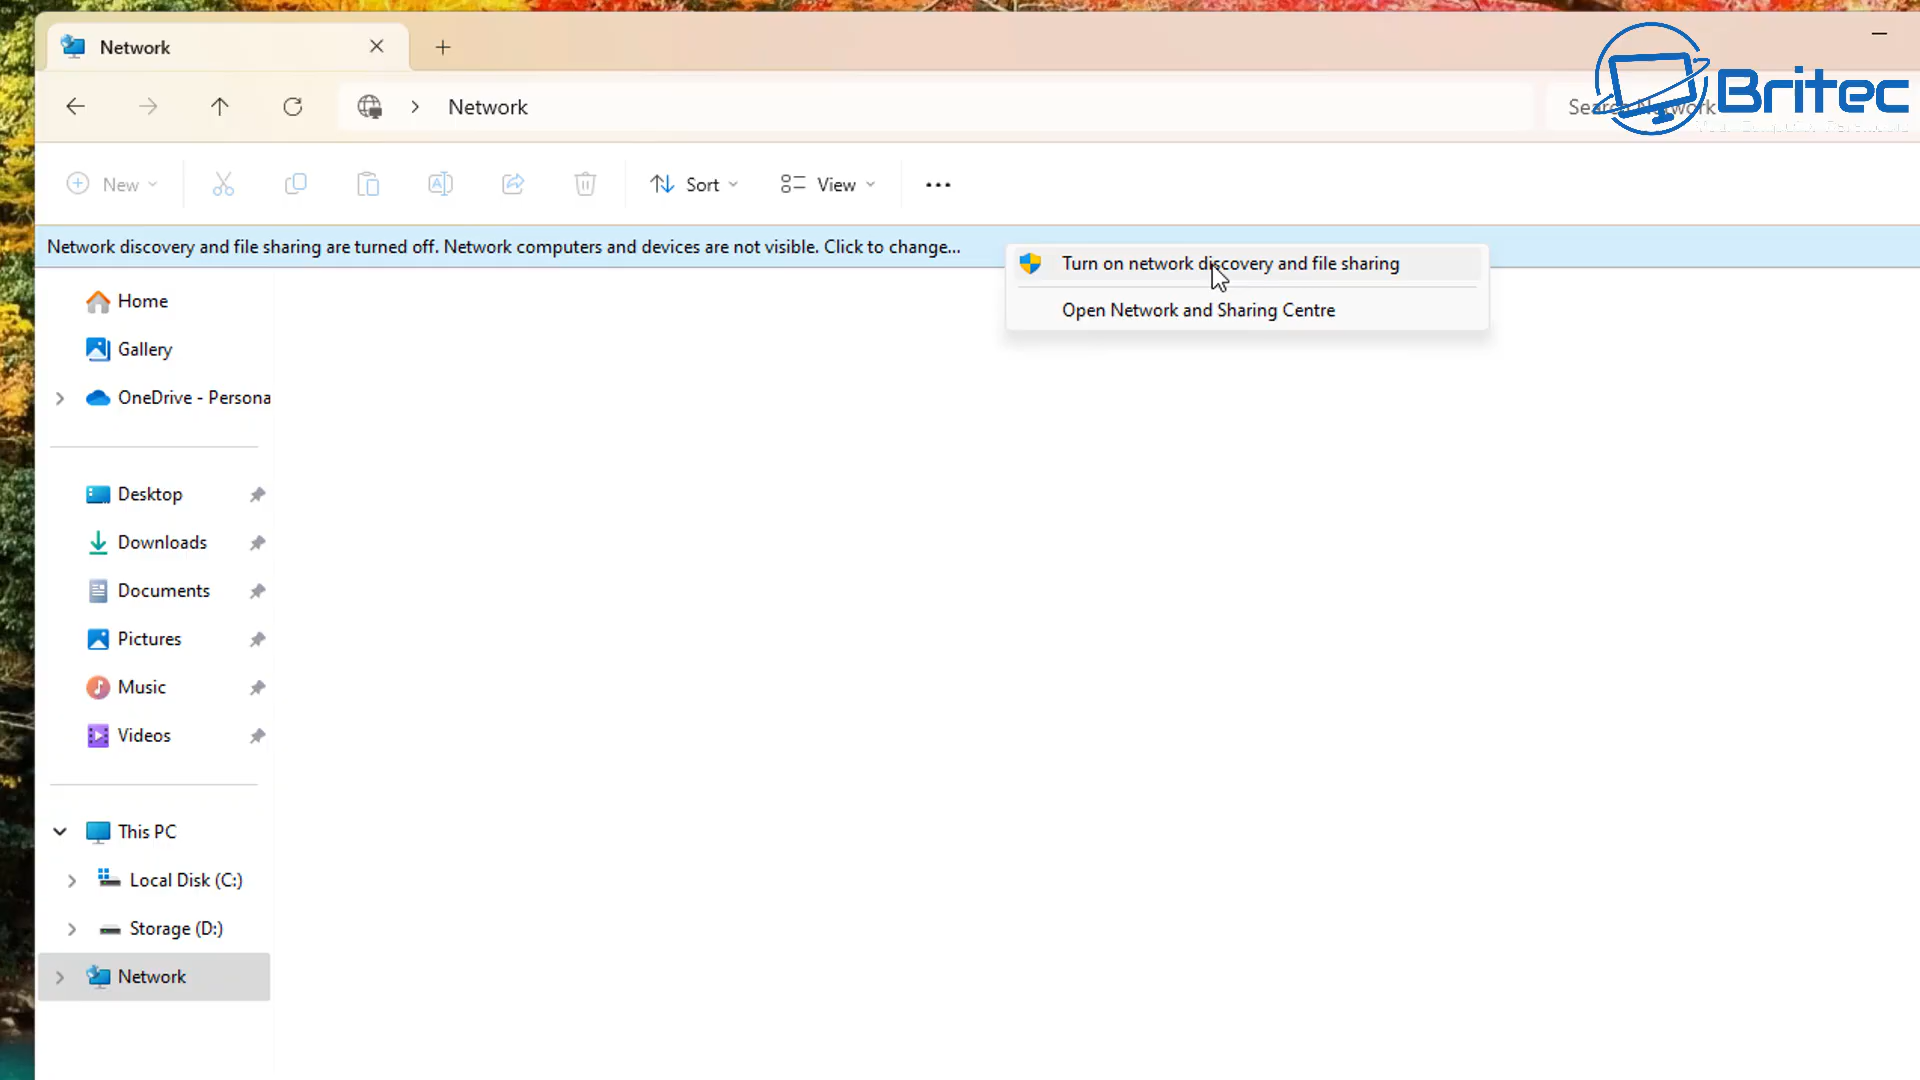 Network
Network
Search Network
Britec
New
Sort
View
Network discovery and file sharing are turned off. Network computers and devices are not visible. Click to change...
Turn on network discovery and file sharing
Open Network and Sharing Centre
Home
Gallery
OneDrive - Persona
Desktop
Downloads
Documents
Pictures
Music
Videos
This PC
Local Disk (C:)
Storage (D:)
Network